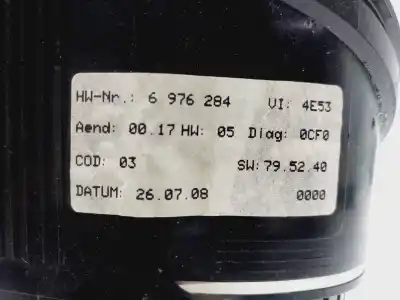 HW-Nr.: 6 976 284 VI: 4E53
Aend: 00.17 HW: 05 Diag: 0CF0
COD: 03 SW: 79.52.40
DATUM: 26.07.08 0000